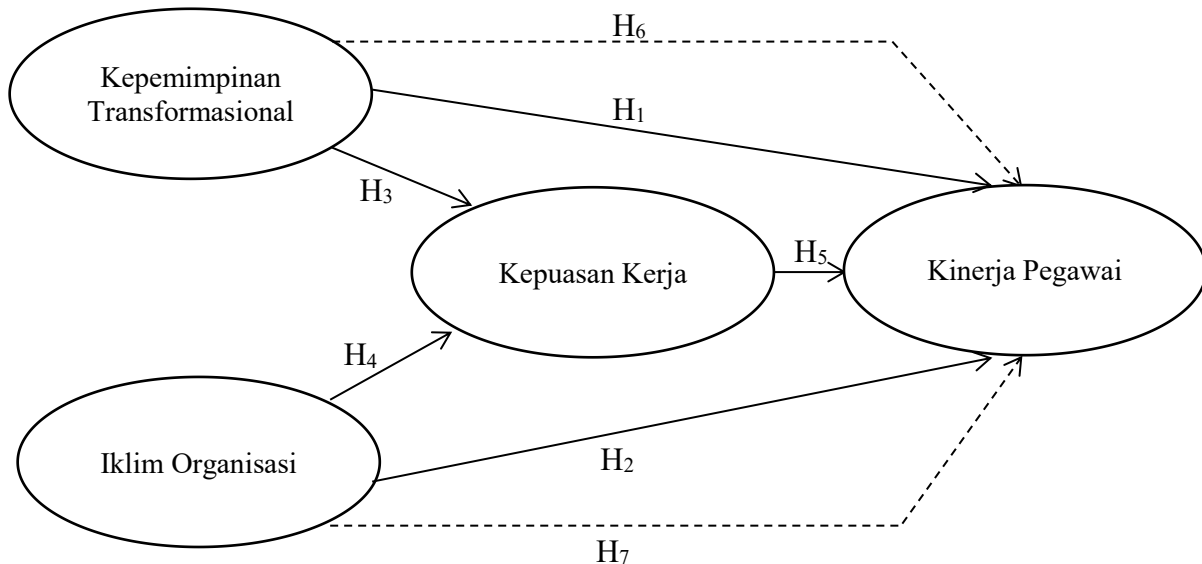 H₆
Kepemimpinan
Transformasional
H₁
H₃
Kepuasan Kerja
H₅
Kinerja Pegawai
H₄
Iklim Organisasi
H₂
H₇